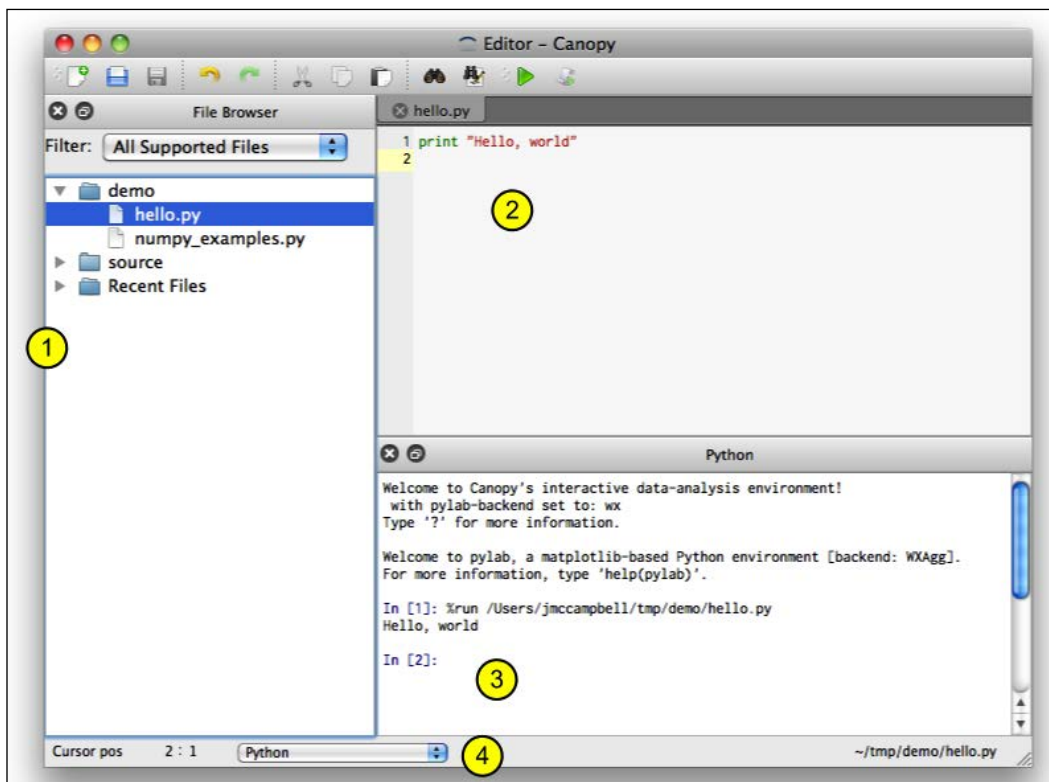 Editor – Canopy
File Browser
Filter: All Supported Files
demo
hello.py
numpy_examples.py
source
Recent Files
1
hello.py
1 print "Hello, world"
2
2
Python
Welcome to Canopy's interactive data-analysis environment!
with pylab-backend set to: wx
Type '?' for more information.
Welcome to pylab, a matplotlib-based Python environment [backend: WXAgg].
For more information, type 'help(pylab)'.
In [1]: %run /Users/jmccampbell/tmp/demo/hello.py
Hello, world
In [2]:
3
Cursor pos 2 : 1 Python 4 ~/tmp/demo/hello.py